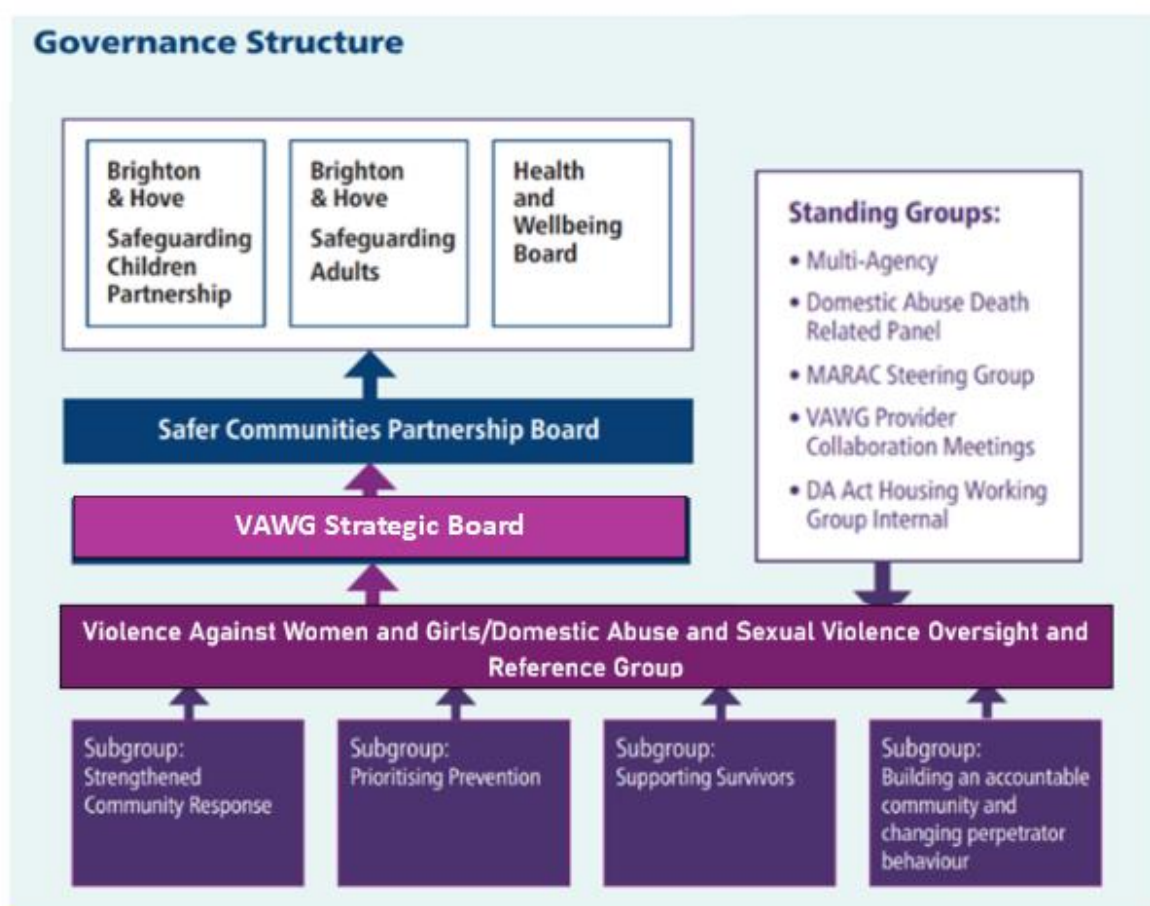 Governance Structure
Brighton
& Hove
Safeguarding
Children
Partnership
Brighton
& Hove
Safeguarding
Adults
Health
and
Wellbeing
Board
Standing Groups:
• Multi-Agency
• Domestic Abuse Death
Related Panel
• MARAC Steering Group
• VAWG Provider
Collaboration Meetings
• DA Act Housing Working
Group Internal
Safer Communities Partnership Board
VAWG Strategic Board
Violence Against Women and Girls/Domestic Abuse and Sexual Violence Oversight and
Reference Group
Subgroup:
Strengthened
Community Response
Subgroup:
Prioritising Prevention
Subgroup:
Supporting Survivors
Subgroup:
Building an accountable
community and
changing perpetrator
behaviour